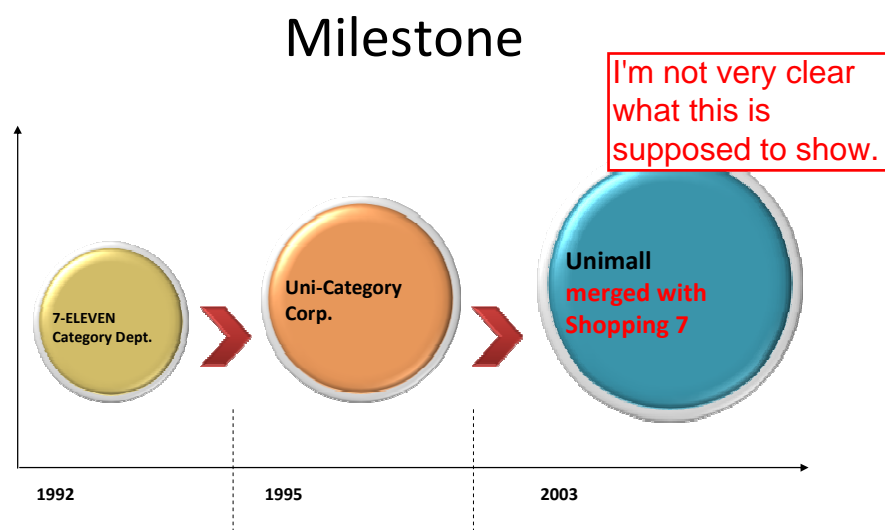 Milestone
I'm not very clear
what this is
supposed to show.
7-ELEVEN
Category Dept.
Uni-Category
Corp.
Unimall
merged with
Shopping 7
1992
1995
2003